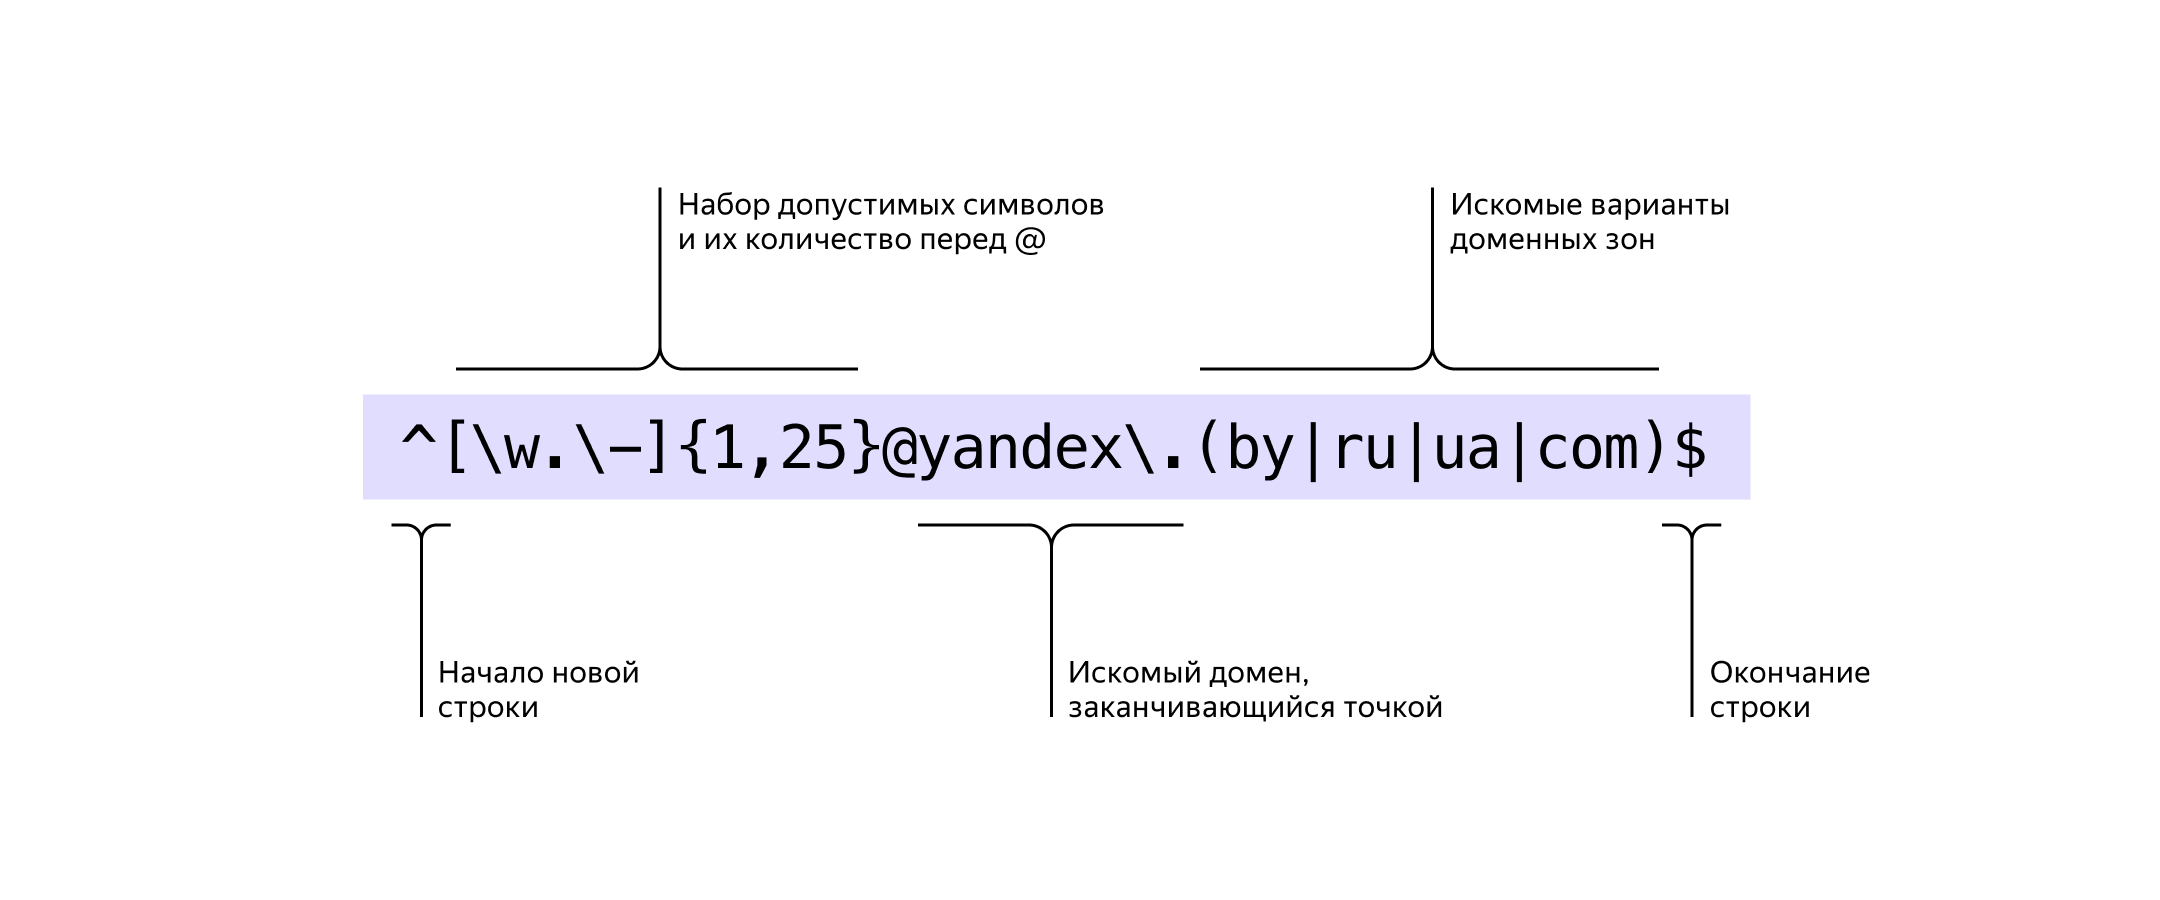 Набор допустимых символов
и их количество перед @
Искомые варианты
доменных зон
^[\w.\-]{1,25}@yandex\.(by|ru|ua|com)$
Начало новой
строки
Искомый домен,
заканчивающийся точкой
Окончание
строки